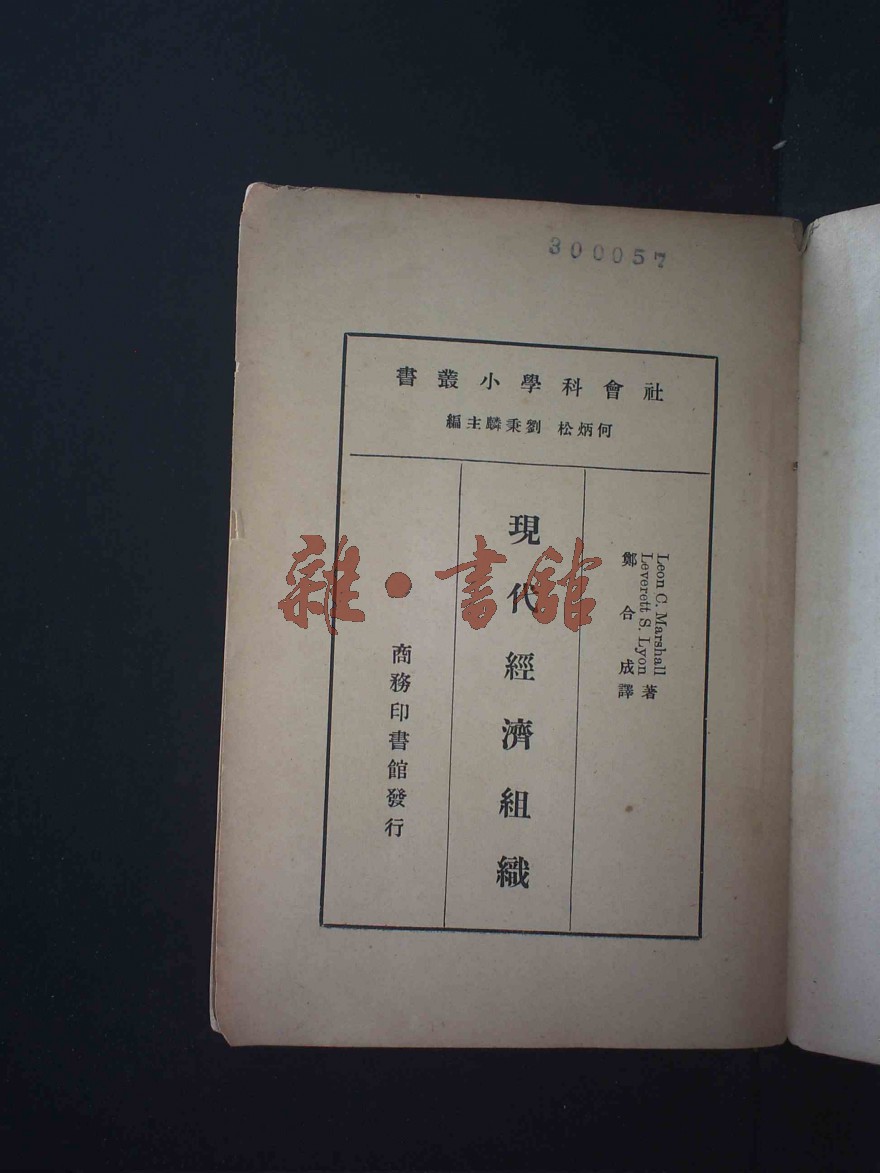 300057
社會科學小叢書
何炳松 劉秉麟主編
Leon C. Marshall
Leverett S. Lyon 著
鄭合成譯
現代經濟組織
商務印書館發行
雜·書館